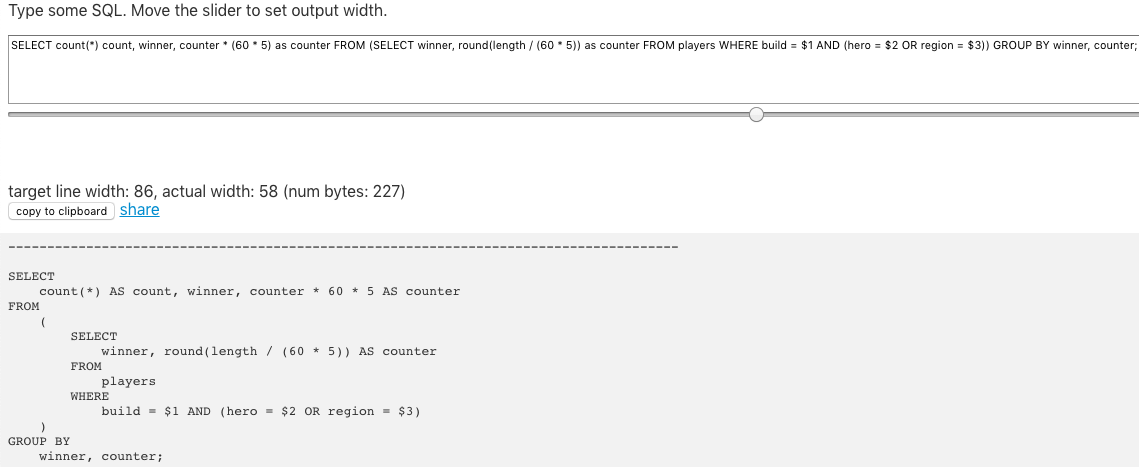 Type some SQL. Move the slider to set output width.
SELECT count(*) count, winner, counter * (60 * 5) as counter FROM (SELECT winner, round(length / (60 * 5)) as counter FROM players WHERE build = $1 AND (hero = $2 OR region = $3)) GROUP BY winner, counter;
target line width: 86, actual width: 58 (num bytes: 227)
copy to clipboard share
--------------------------------------------------------------------------------------
SELECT
    count(*) AS count, winner, counter * 60 * 5 AS counter
FROM
    (
        SELECT
            winner, round(length / (60 * 5)) AS counter
        FROM
            players
        WHERE
            build = $1 AND (hero = $2 OR region = $3)
    )
GROUP BY
    winner, counter;